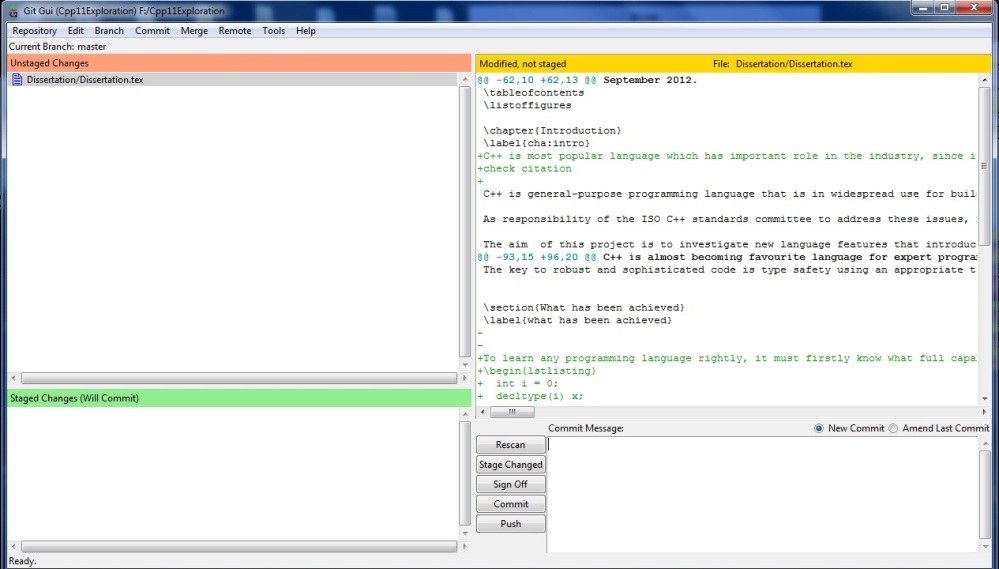 Git Gui (Cpp11Exploration) F:/Cpp11Exploration
Repository Edit Branch Commit Merge Remote Tools Help
Current Branch: master
Unstaged Changes
Dissertation/Dissertation.tex
Staged Changes (Will Commit)
Modified, not staged File: Dissertation/Dissertation.tex
@@ -62,10 +62,13 @@ September 2012.
\tableofcontents
\listoffigures
\chapter{Introduction}
\label{cha:intro}
+C++ is most popular language which has important role in the industry, since i
+check citation
+
C++ is general-purpose programming language that is in widespread use for buil
As responsibility of the ISO C++ standards committee to address these issues,
The aim  of this project is to investigate new language features that introduc
@@ -93,15 +96,20 @@ C++ is almost becoming favourite language for expert progra
The key to robust and sophisticated code is type safety using an appropriate t
\section{What has been achieved}
\label{what has been achieved}
-
-
+To learn any programming language rightly, it must firstly know what full capa
+\begin{lstlisting}
+  int i = 0;
+  decltype(i) x;
Commit Message: New Commit Amend Last Commit
Rescan
Stage Changed
Sign Off
Commit
Push
Ready.